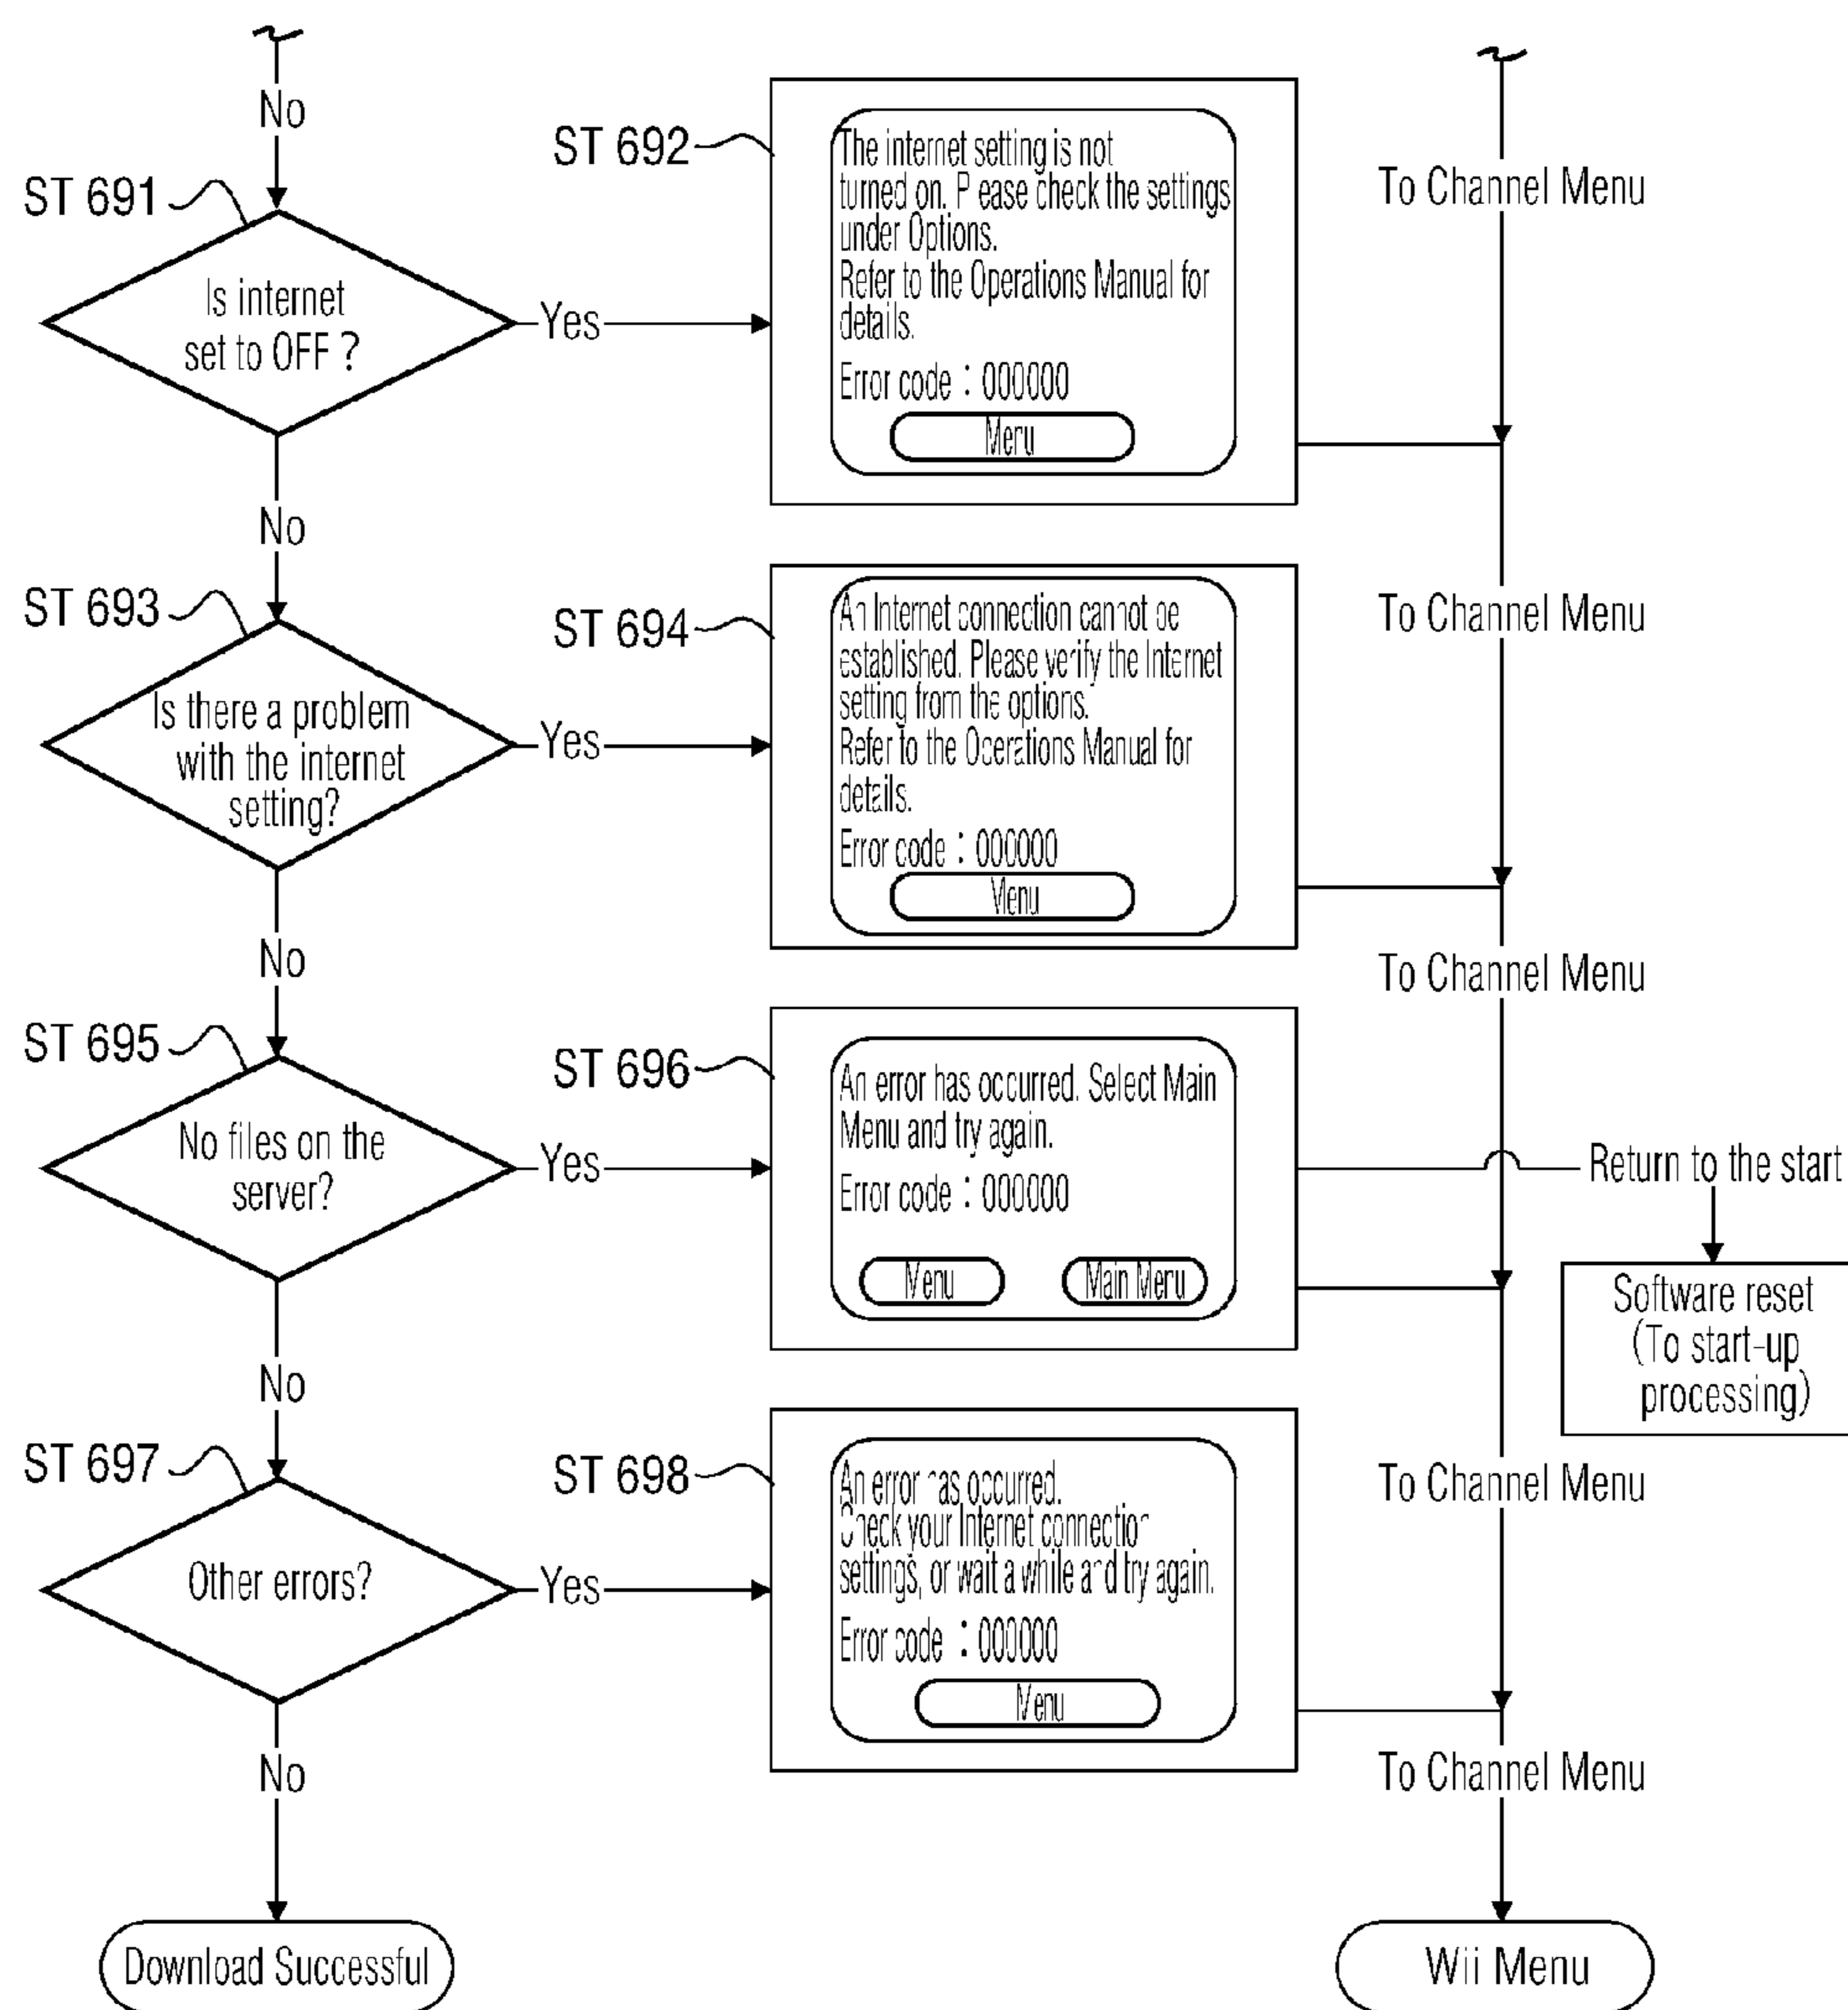 No
ST 691
Is internet
set to OFF ?
Yes
ST 692
The internet setting is not
turned on. P ease check the settings
under Options.
Refer to the Operations Manual for
details.
Error code : 000000
Menu
To Channel Menu
No
ST 693
Is there a problem
with the internet
setting?
Yes
ST 694
An Internet connection cannot be
established. Please verify the Internet
setting from the options.
Refer to the Operations Manual for
details.
Error code : 000000
Menu
To Channel Menu
No
ST 695
No files on the
server?
Yes
ST 696
An error has occurred. Select Main
Menu and try again.
Error code : 000000
Menu
Main Menu
To Channel Menu
Return to the start
Software reset
(To start-up
processing)
No
ST 697
Other errors?
Yes
ST 698
An error has occurred.
Check your Internet connection
settings, or wait a while and try again.
Error code : 000000
Menu
To Channel Menu
No
To Channel Menu
Download Successful
Wii Menu